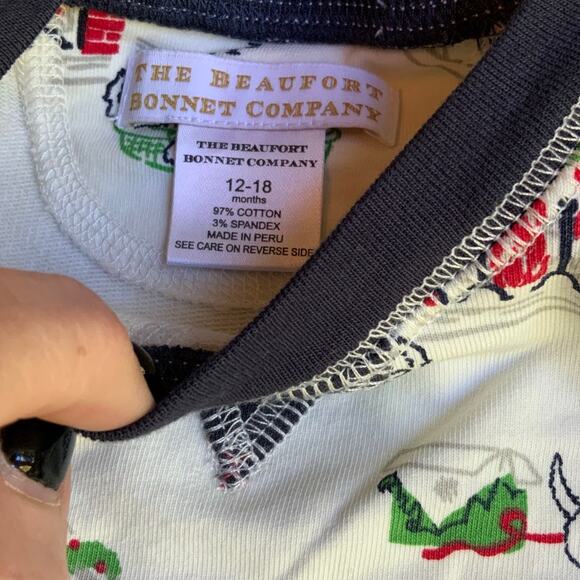 THE BEAUFORT
BONNET COMPANY
THE BEAUFORT
BONNET COMPANY
12-18
months
97% COTTON
3% SPANDEX
MADE IN PERU
SEE CARE ON REVERSE SIDE